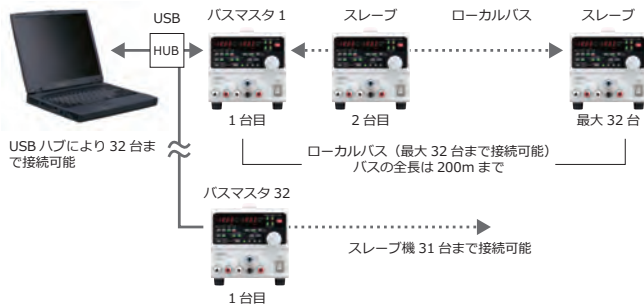 USB
バスマスタ 1
スレーブ
ローカルバス
スレーブ
HUB
1 台目
2 台目
最大 32 台
USB ハブにより 32 台ま
で接続可能
ローカルバス（最大 32 台まで接続可能）
バスの全長は 200m まで
バスマスタ 32
スレーブ機 31 台まで接続可能
1 台目